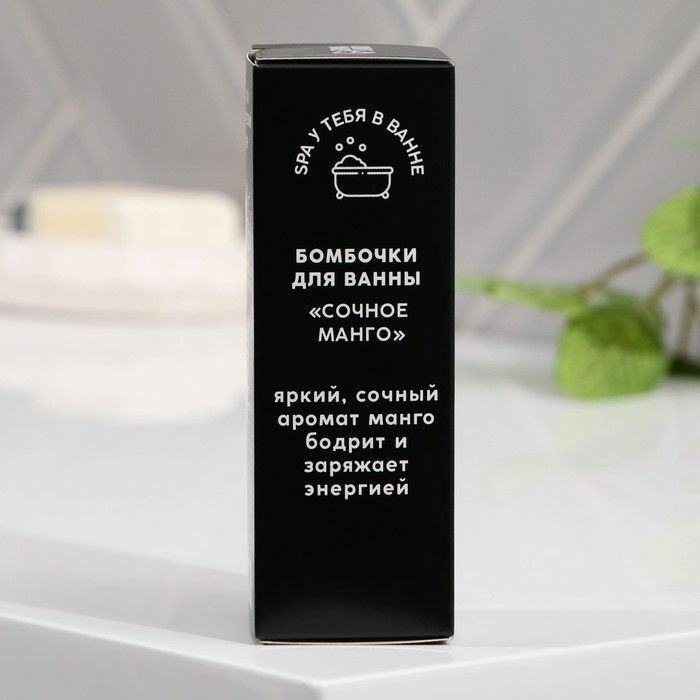 SPA У ТЕБЯ В ВАННЕ
БОМБОЧКИ
ДЛЯ ВАННЫ
«СОЧНОЕ
МАНГО»
яркий, сочный
аромат манго
бодрит и
заряжает
энергией